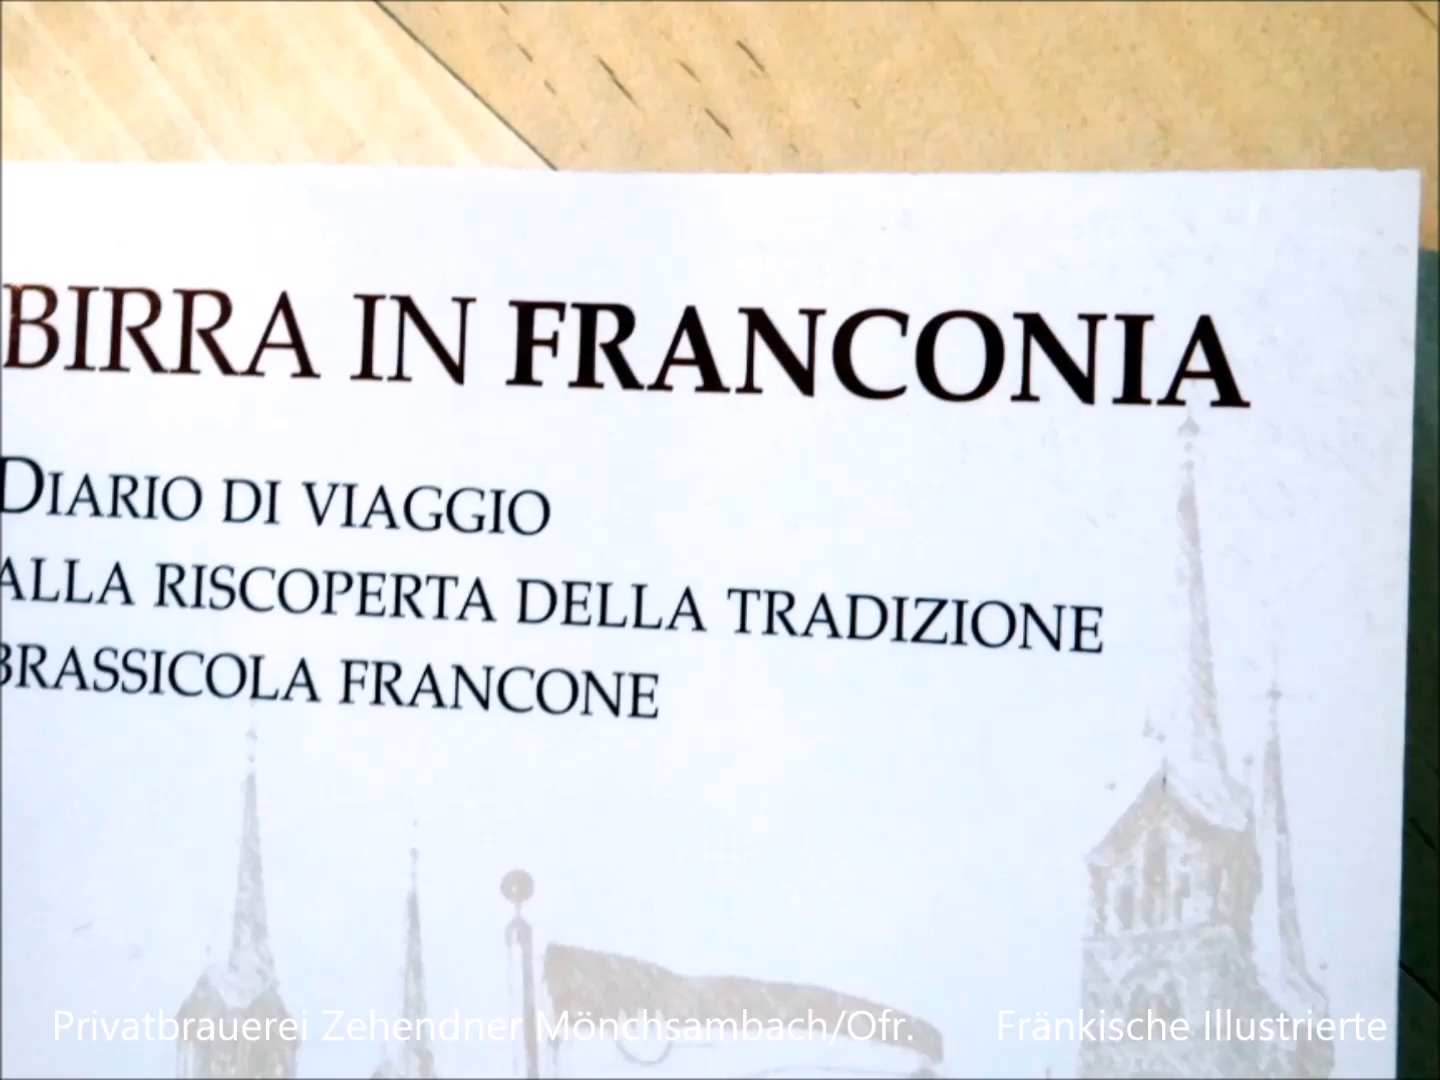 BIRRA IN FRANCONIA
DIARIO DI VIAGGIO
ALLA RISCOPERTA DELLA TRADIZIONE
BRASSICOLA FRANCONE
Privatbrauerei Zehendner Mönchsambach/Ofr. Fränkische Illustrierte